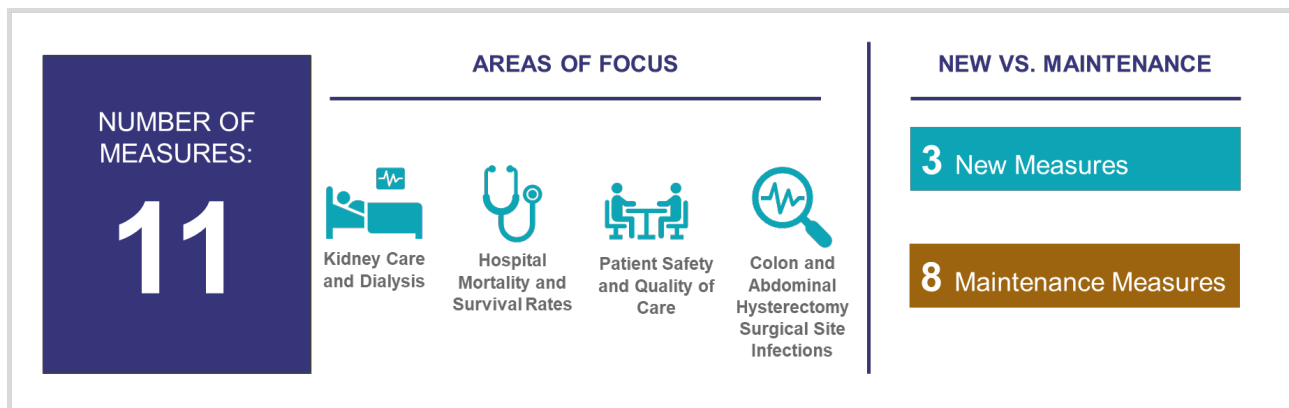 NUMBER OF
MEASURES:
11
AREAS OF FOCUS
Kidney Care
and Dialysis
Hospital
Mortality and
Survival Rates
Patient Safety
and Quality of
Care
Colon and
Abdominal
Hysterectomy
Surgical Site
Infections
NEW VS. MAINTENANCE
3 New Measures
8 Maintenance Measures